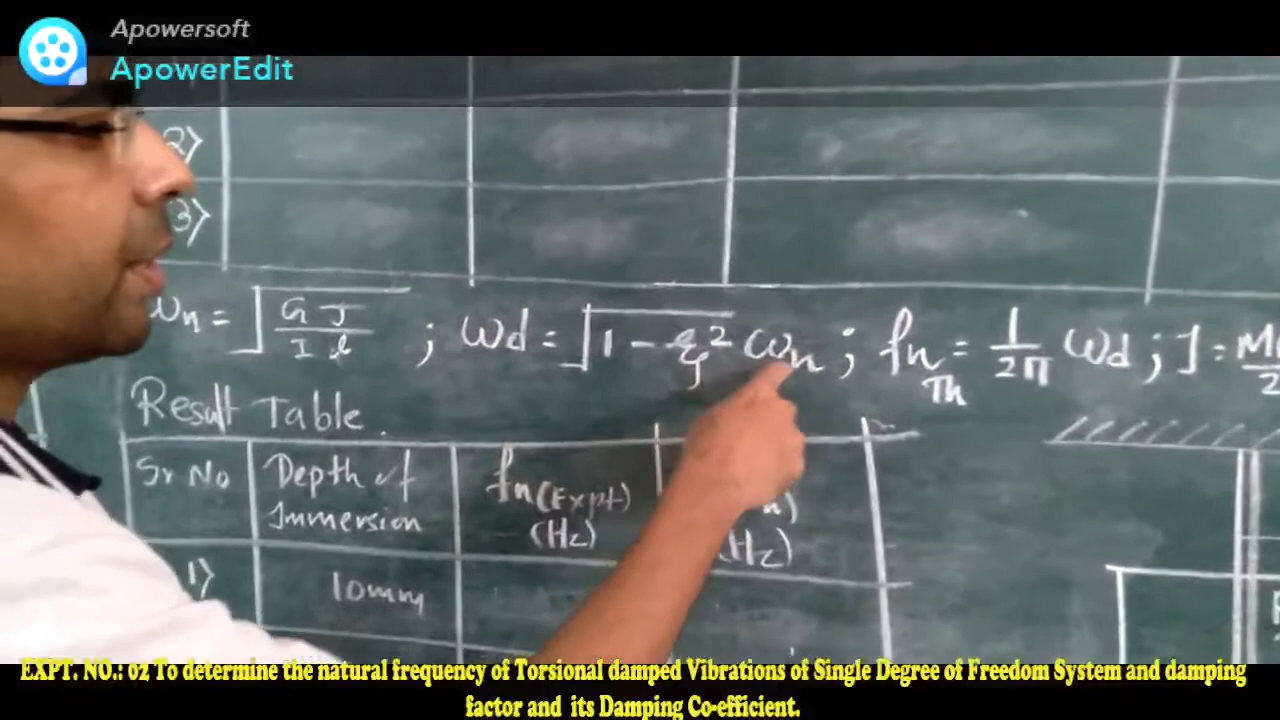 Apowersoft
ApowerEdit
2>
3>
ωn = √GJ/Il ; ωd = √1 - ξ² ωn ; fn Th = 1/2π ωd ; J =
Result Table
Sr No
Depth of
Immersion
fn (Expt)
(Hz)
(Hz)
1>
10mm
EXPT. NO.: 02 To determine the natural frequency of Torsional damped Vibrations of Single Degree of Freedom System and damping
factor and its Damping Co-efficient.